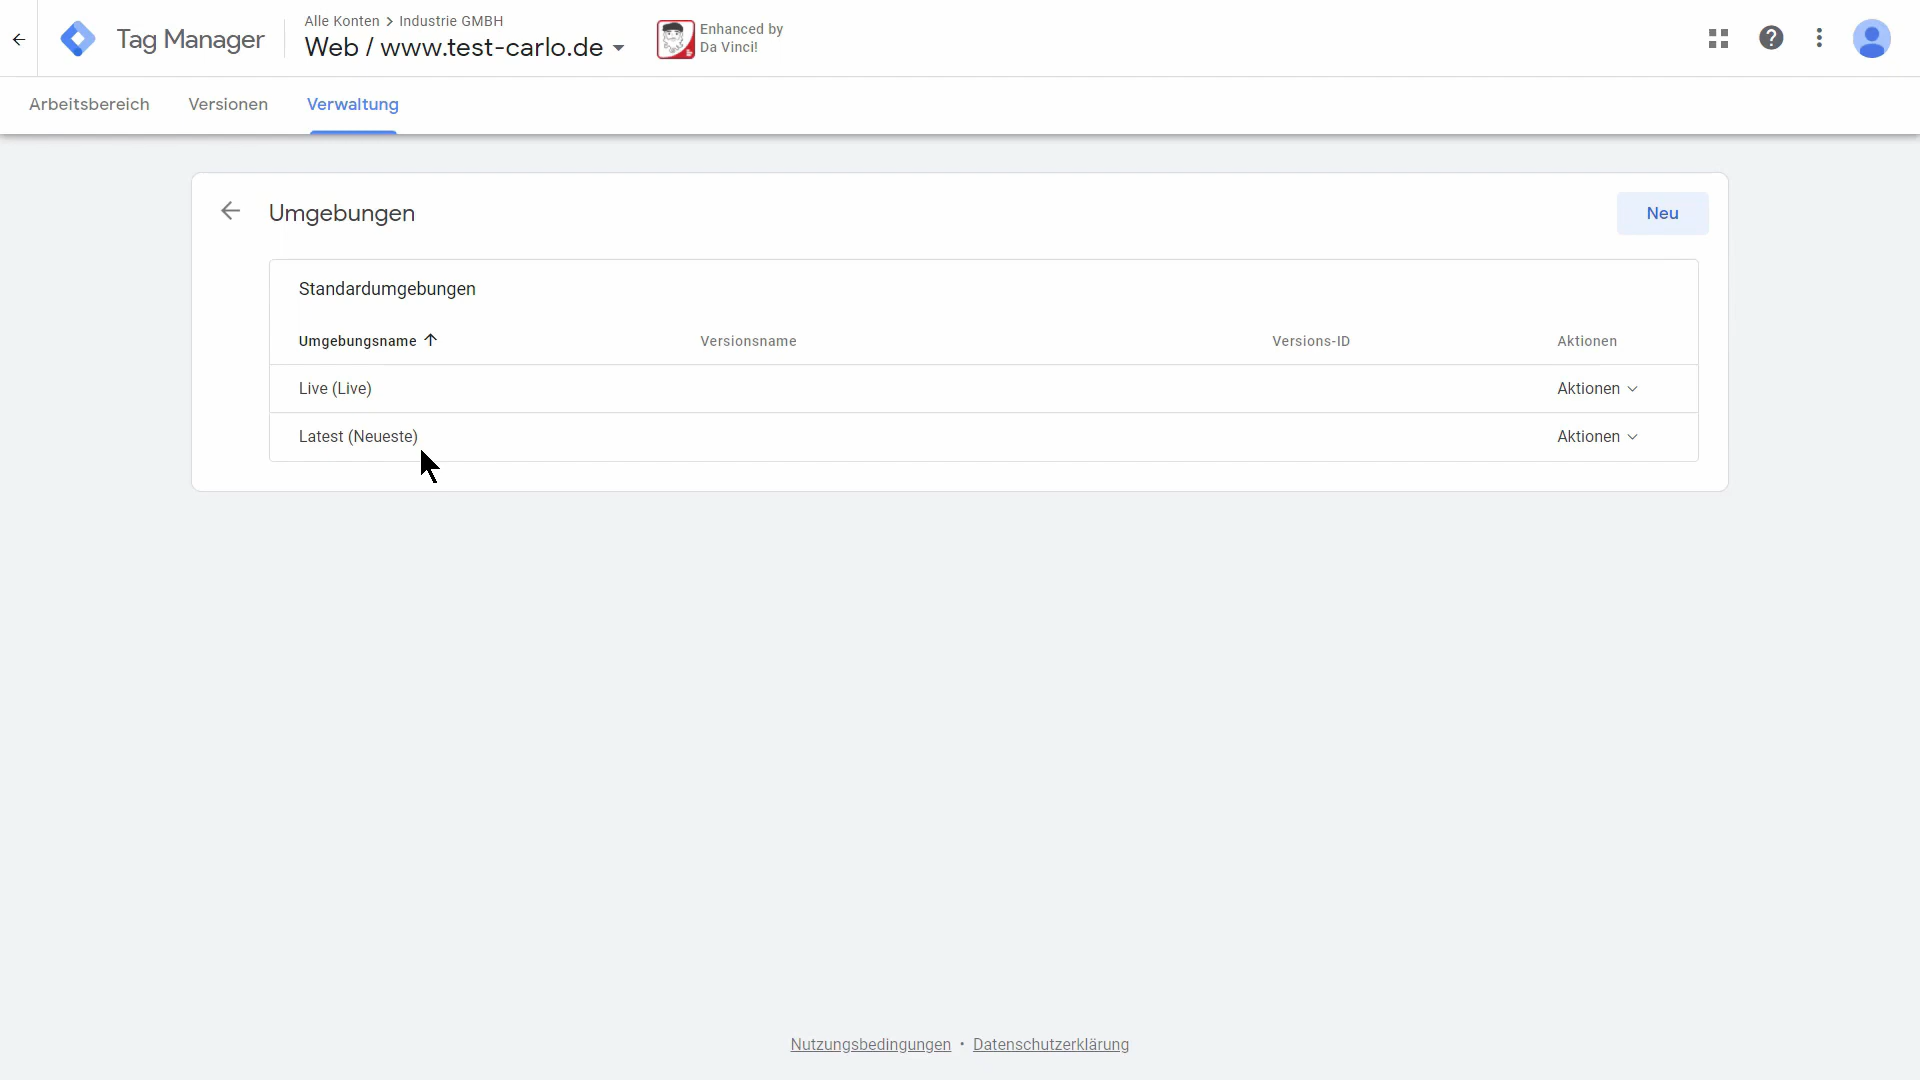 Tag Manager
Alle Konten > Industrie GMBH
Web / www.test-carlo.de
Enhanced by
Da Vinci!
Arbeitsbereich
Versionen
Verwaltung
Umgebungen
Neu
Standardumgebungen
Umgebungsname
Versionsname
Versions-ID
Aktionen
Live (Live)
Aktionen
Latest (Neueste)
Aktionen
Nutzungsbedingungen • Datenschutzerklärung